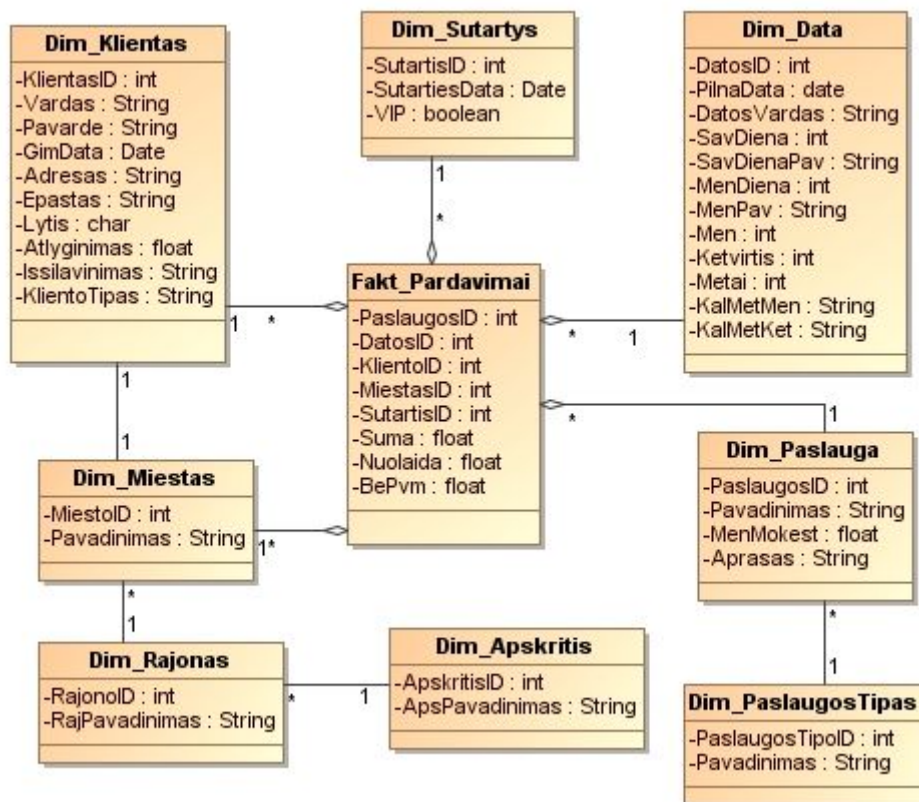 Dim_Klientas
-KlientasID : int
-Vardas : String
-Pavarde : String
-GimData : Date
-Adresas : String
-Epastas : String
-Lytis : char
-Atlyginimas : float
-Issilavinimas : String
-KlientoTipas : String
Dim_Sutartys
-SutartisID : int
-SutartiesData : Date
-VIP : boolean
Dim_Data
-DatosID : int
-PilnaData : date
-DatosVardas : String
-SavDiena : int
-SavDienaPav : String
-MenDiena : int
-MenPav : String
-Men : int
-Ketvirtis : int
-Metai : int
-KalMetMen : String
-KalMetKet : String
1
*
1 *
* 1
Fakt_Pardavimai
-PaslaugosID : int
-DatosID : int
-KlientoID : int
-MiestasID : int
-SutartisID : int
-Suma : float
-Nuolaida : float
-BePvm : float
1
1
* 1
Dim_Miestas
-MiestoID : int
-Pavadinimas : String
1*
Dim_Paslauga
-PaslaugosID : int
-Pavadinimas : String
-MenMokest : float
-Aprasas : String
*
1
*
1
Dim_Rajonas
-RajonoID : int
-RajPavadinimas : String
* 1
Dim_Apskritis
-ApskritisID : int
-ApsPavadinimas : String
Dim_PaslaugosTipas
-PaslaugosTipoID : int
-Pavadinimas : String